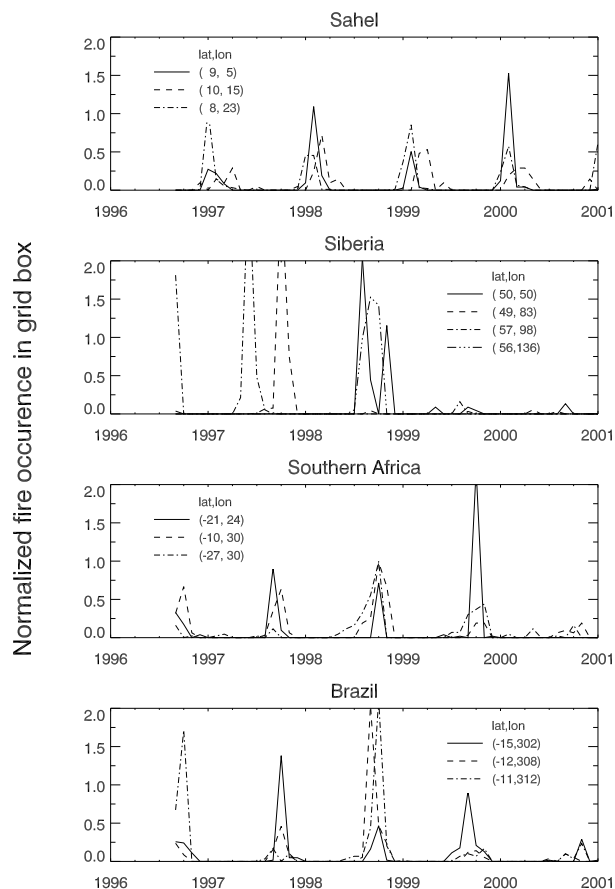 Sahel
2.0
1.5
1.0
0.5
0.0
lat,lon
( 9, 5)
( 10, 15)
( 8, 23)
1996 1997 1998 1999 2000 2001
Normalized fire occurence in grid box
Siberia
2.0
1.5
1.0
0.5
0.0
lat,lon
( 50, 50)
( 49, 83)
( 57, 98)
( 56,136)
1996 1997 1998 1999 2000 2001
Southern Africa
2.0
1.5
1.0
0.5
0.0
lat,lon
(-21, 24)
(-10, 30)
(-27, 30)
1996 1997 1998 1999 2000 2001
Brazil
2.0
1.5
1.0
0.5
0.0
lat,lon
(-15,302)
(-12,308)
(-11,312)
1996 1997 1998 1999 2000 2001